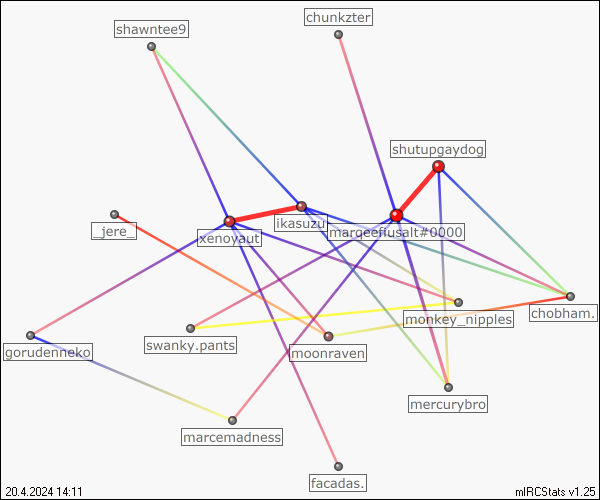 chunkzter
shawntee9
shutupgaydog
_jere_
ikasuzu
marqeefiusalt#0000
xenoyaut
chobham.
monkey_nipples
swanky.pants
gorudenneko
moonraven
mercurybro
marcemadness
facadas.
20.4.2024 14:11
mIRCStats v1.25